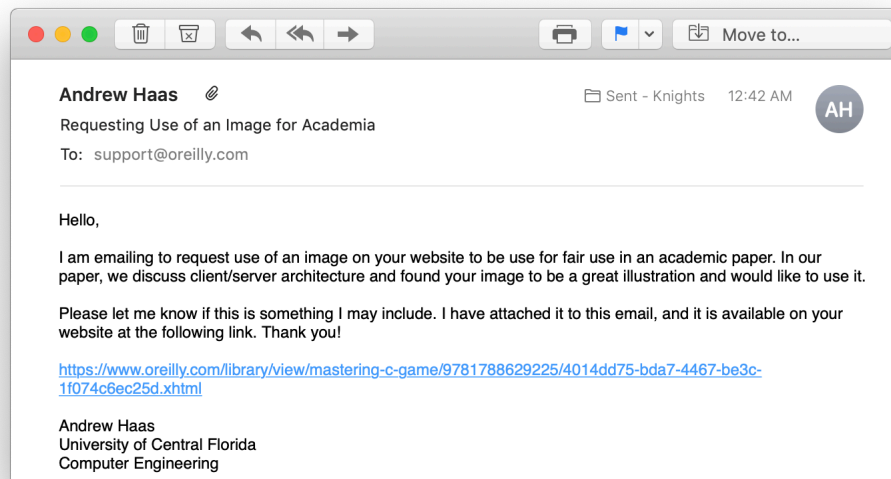 Move to...
Andrew Haas
Sent - Knights
12:42 AM
AH
Requesting Use of an Image for Academia
To: support@oreilly.com
Hello,
I am emailing to request use of an image on your website to be use for fair use in an academic paper. In our
paper, we discuss client/server architecture and found your image to be a great illustration and would like to use it.
Please let me know if this is something I may include. I have attached it to this email, and it is available on your
website at the following link. Thank you!
https://www.oreilly.com/library/view/mastering-c-game/9781788629225/4014dd75-bda7-4467-be3c-
1f074c6ec25d.xhtml
Andrew Haas
University of Central Florida
Computer Engineering